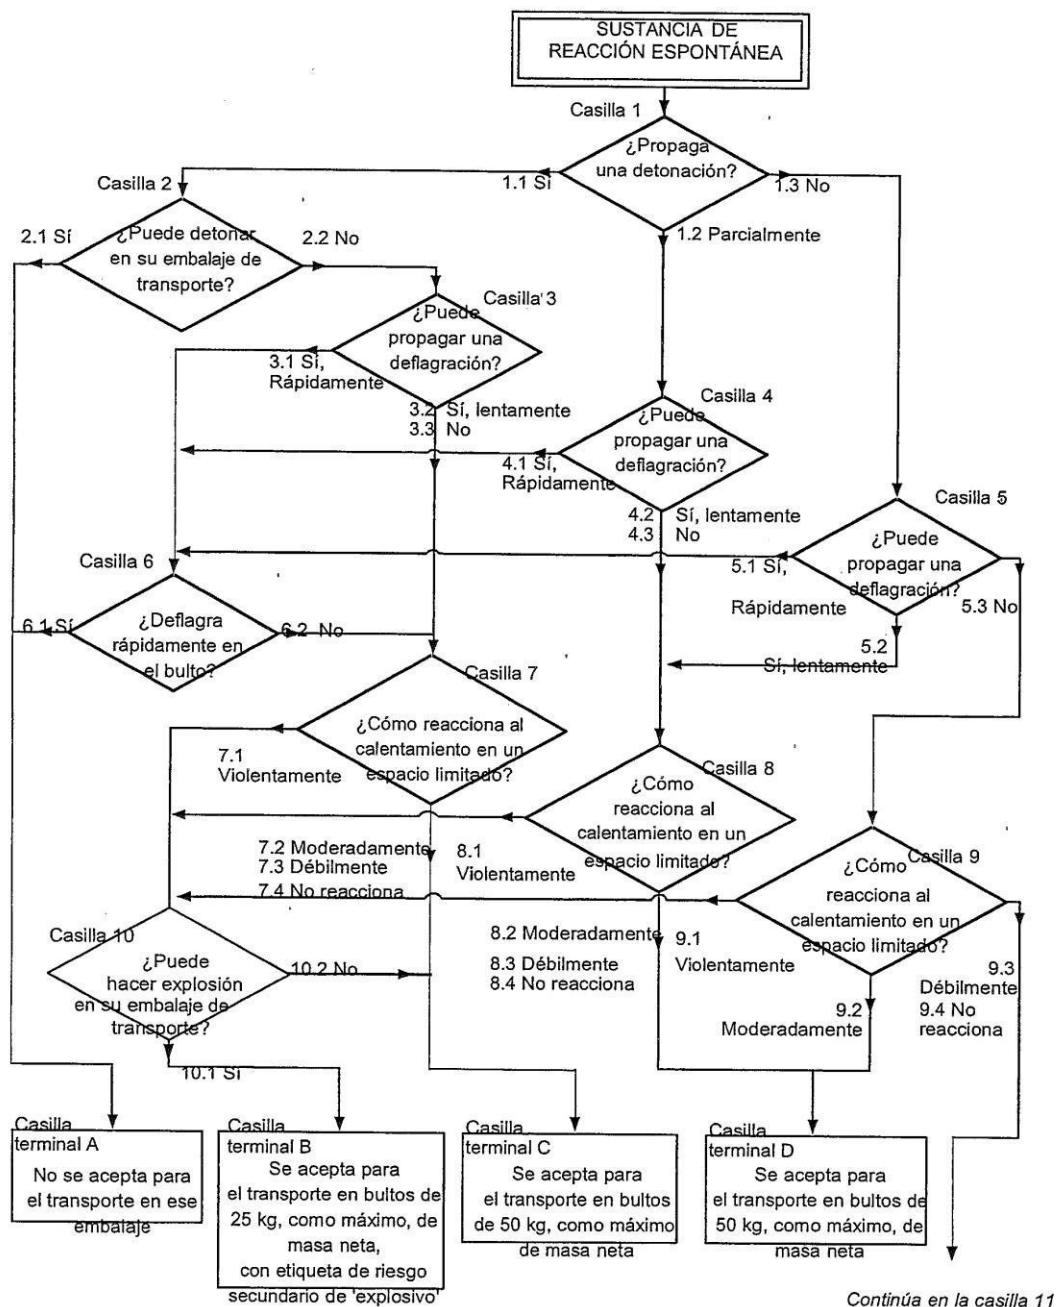 SUSTANCIA DE
REACCIÓN ESPONTÁNEA
Casilla 1
¿Propaga
una detonación?
1.1 Sí
1.3 No
1.2 Parcialmente
Casilla 2
2.1 Sí
¿Puede detonar
en su embalaje de
transporte?
2.2 No
Casilla 3
¿Puede
propagar una
deflagración?
3.1 Sí,
Rápidamente
3.2 Sí, lentamente
3.3 No
Casilla 4
¿Puede
propagar una
deflagración?
4.1 Sí,
Rápidamente
4.2 Sí, lentamente
4.3 No
Casilla 5
¿Puede
propagar una
deflagración?
5.1 Sí,
Rápidamente
5.3 No
5.2
Sí, lentamente
Casilla 6
6.1 Sí
¿Deflagra
rápidamente en
el bulto?
6.2 No
Casilla 7
¿Cómo reacciona al
calentamiento en un
espacio limitado?
7.1
Violentamente
7.2 Moderadamente
7.3 Débilmente
7.4 No reacciona
Casilla 8
¿Cómo
reacciona al
calentamiento en un
espacio limitado?
8.1
Violentamente
8.2 Moderadamente
8.3 Débilmente
8.4 No reacciona
Casilla 9
¿Cómo
reacciona al
calentamiento en un
espacio limitado?
9.1
Violentamente
9.2
Moderadamente
9.3
Débilmente
9.4 No
reacciona
Casilla 10
¿Puede
hacer explosión
en su embalaje de
transporte?
10.2 No
10.1 Sí
Casilla
terminal A
No se acepta para
el transporte en ese
embalaje
Casilla
terminal B
Se acepta para
el transporte en bultos de
25 kg, como máximo, de
masa neta,
con etiqueta de riesgo
secundario de 'explosivo'
Casilla
terminal C
Se acepta para
el transporte en bultos
de 50 kg, como máximo
de masa neta
Casilla
terminal D
Se acepta para
el transporte en bultos de
50 kg, como máximo, de
masa neta
Continúa en la casilla 11